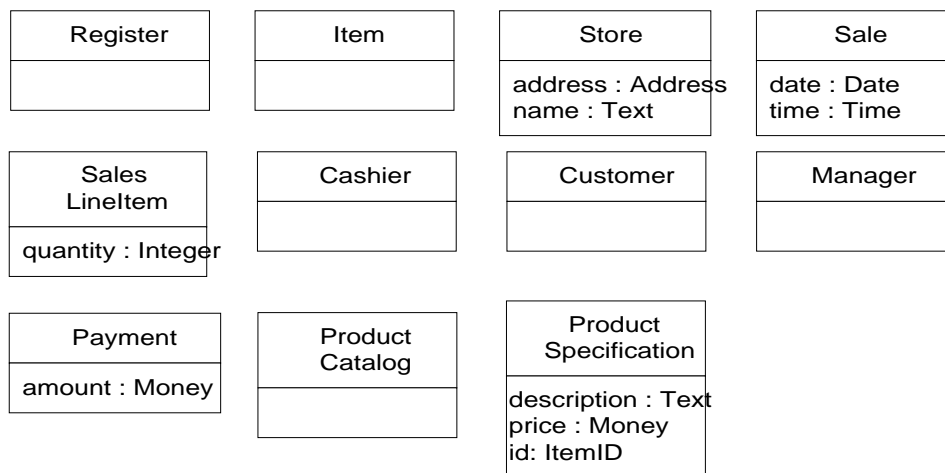 Register
Item
Store
address : Address
name : Text
Sale
date : Date
time : Time
Sales
LineItem
quantity : Integer
Cashier
Customer
Manager
Payment
amount : Money
Product
Catalog
Product
Specification
description : Text
price : Money
id: ItemID